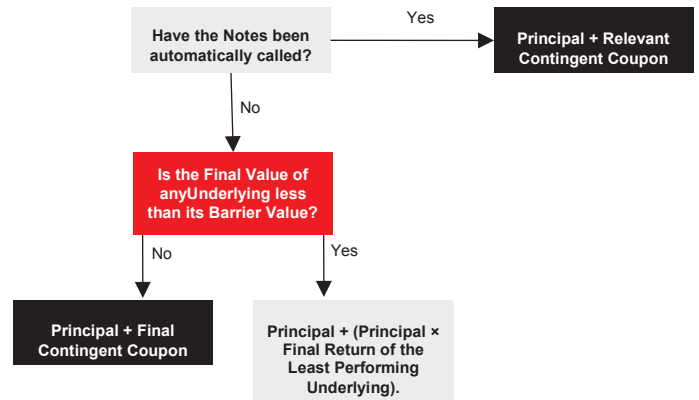 Have the Notes been
automatically called?
Yes
Principal + Relevant
Contingent Coupon
No
Is the Final Value of
anyUnderlying less
than its Barrier Value?
No
Yes
Principal + Final
Contingent Coupon
Principal + (Principal ×
Final Return of the
Least Performing
Underlying).